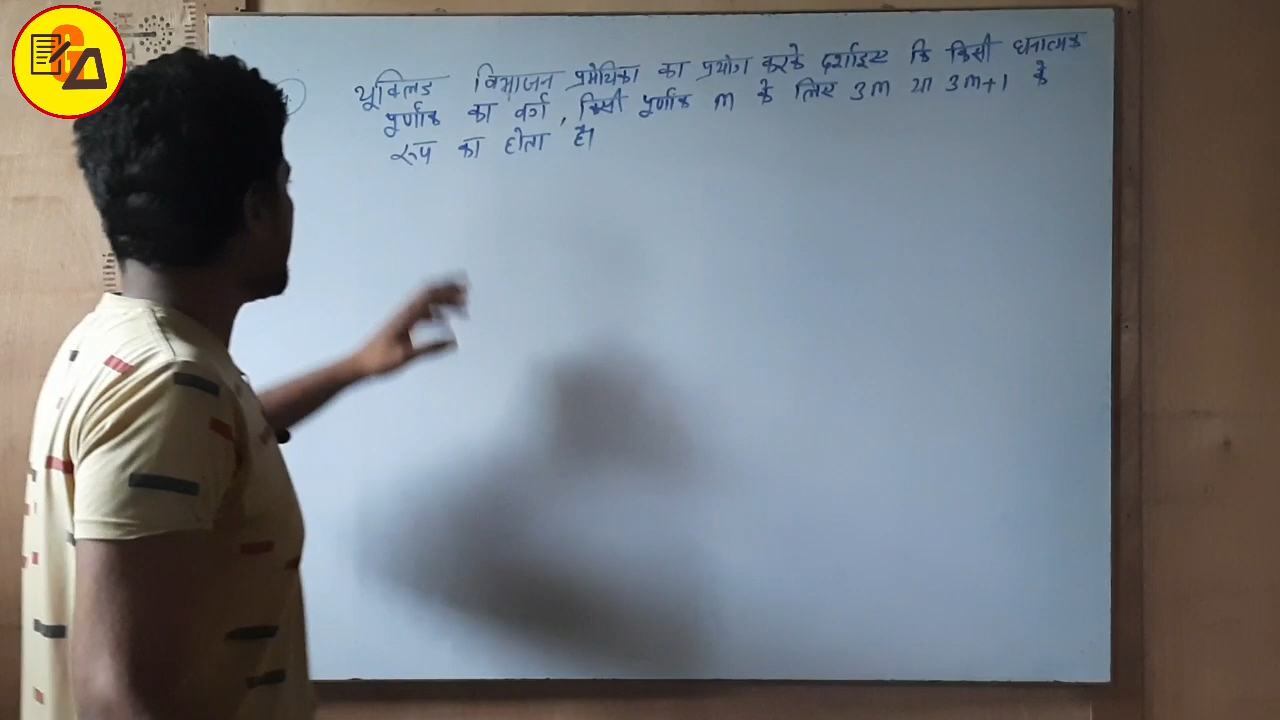 यूक्लिड विभाजन प्रमेयिका का प्रयोग करके दर्शाइए कि किसी धनात्मक
पूर्णांक का वर्ग, किसी पूर्णांक m के लिए 3m या 3m+1 के
रूप का होता है।